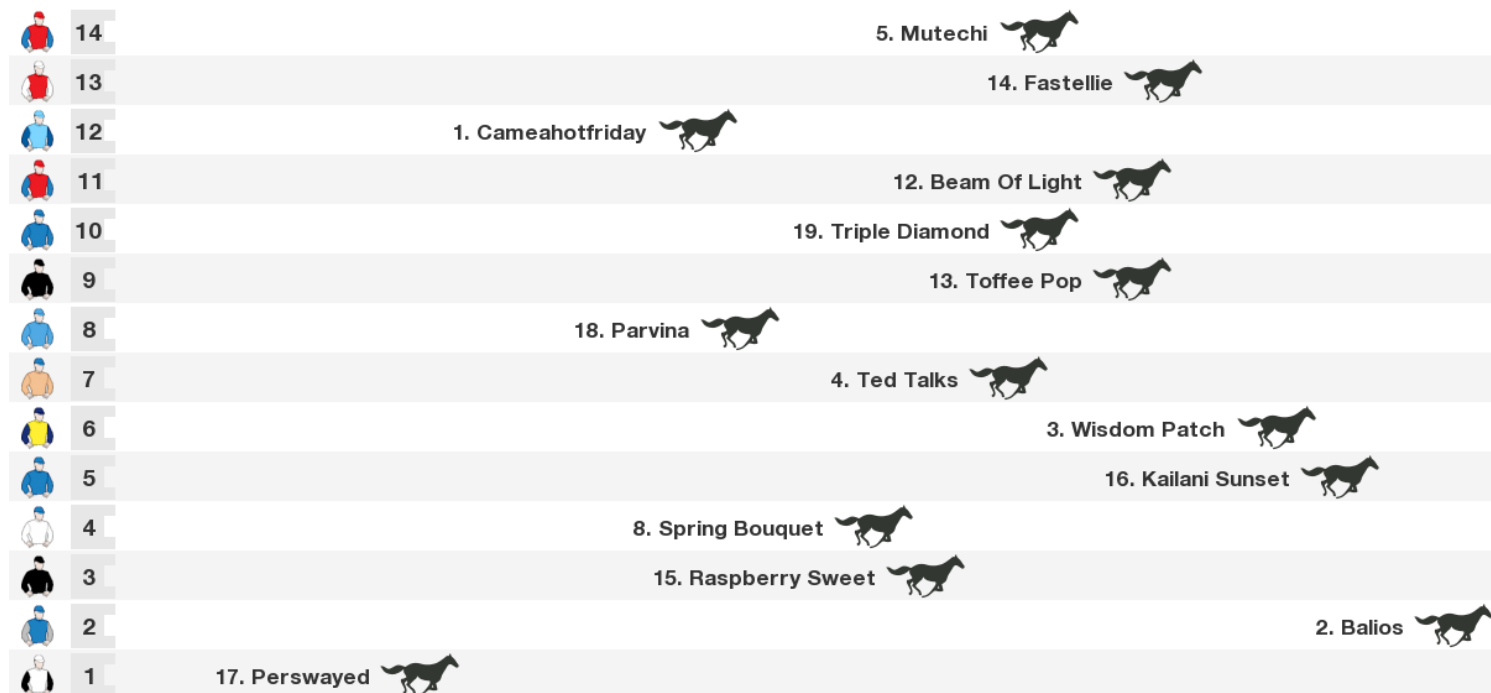 14 5. Mutechi
13 14. Fastellie
12 1. Cameahotfriday
11 12. Beam Of Light
10 19. Triple Diamond
9 13. Toffee Pop
8 18. Parvina
7 4. Ted Talks
6 3. Wisdom Patch
5 16. Kailani Sunset
4 8. Spring Bouquet
3 15. Raspberry Sweet
2 2. Balios
1 17. Perswayed